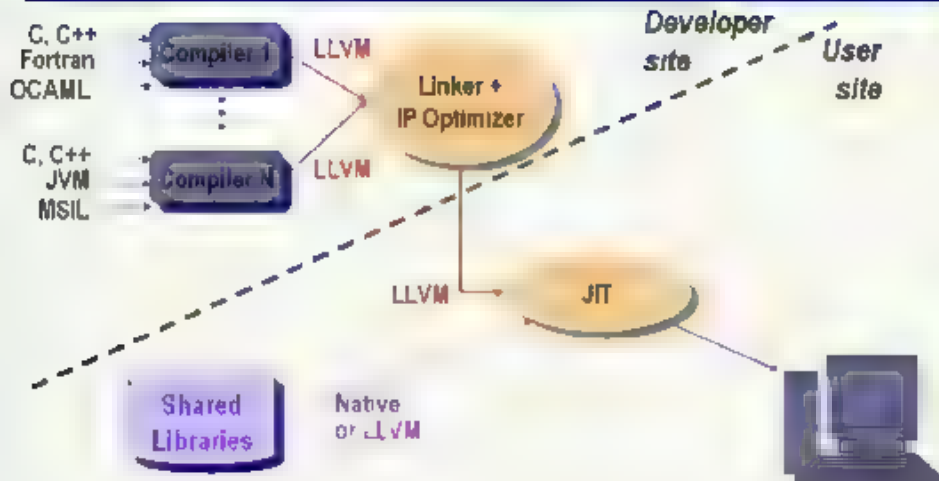 C, C++
Fortran
OCAML
Compiler 1
LLVM
Developer
site
User
site
Linker +
IP Optimizer
C, C++
JVM
MSIL
Compiler N
LLVM
LLVM
JIT
Shared
Libraries
Native
or LLVM